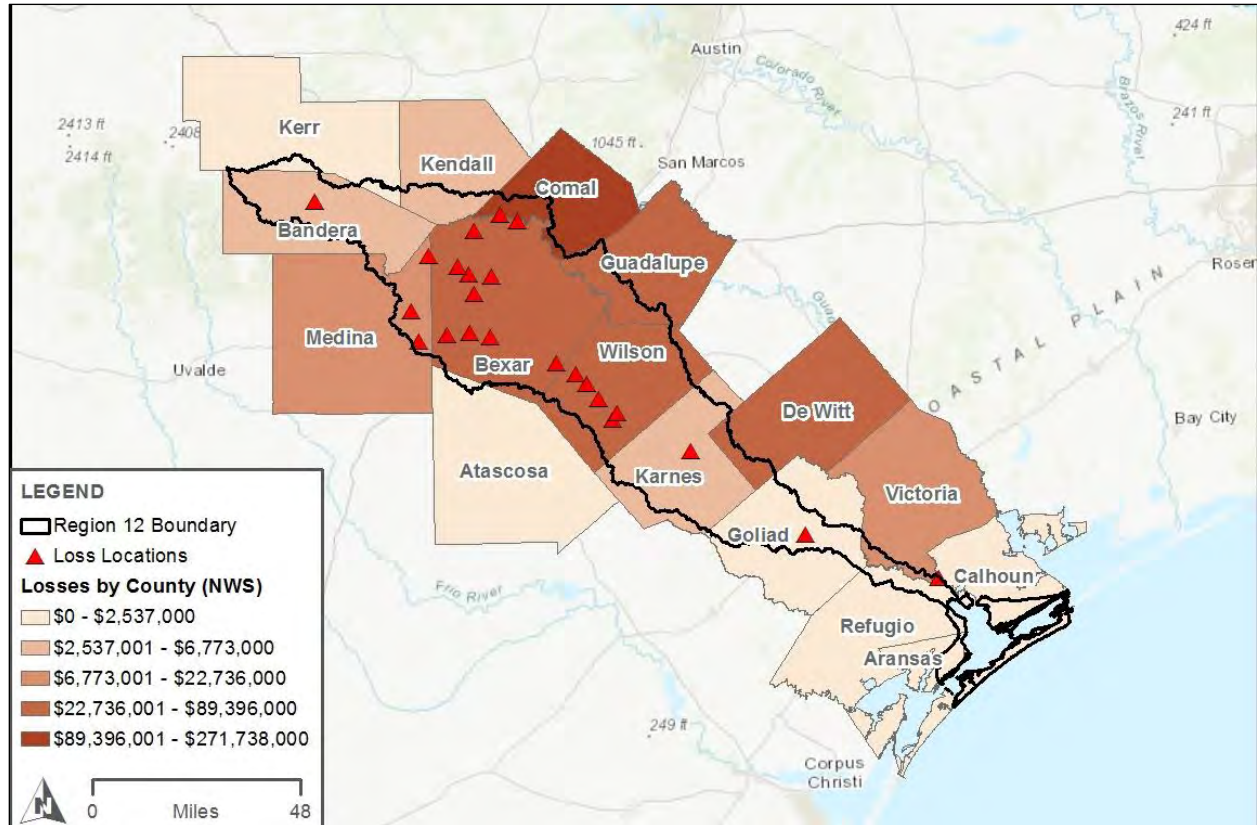 424 ft
Austin
Colorado River
Brazos River
2413 ft
2408
2414 ft
Kerr
241 ft
1045 ft
San Marcos
Kendall
Comal
Bandera
Guadalupe
Guada
Rosen
COASTAL PLAIN
Medina
Wilson
Uvalde
Bexar
De Witt
Bay City
Atascosa
Karnes
Victoria
Goliad
Calhoun
Frio River
Refugio
Aransas
249 ft
Corpus
Christi
LEGEND
Region 12 Boundary
Loss Locations
Losses by County (NWS)
$0 - $2,537,000
$2,537,001 - $6,773,000
$6,773,001 - $22,736,000
$22,736,001 - $89,396,000
$89,396,001 - $271,738,000
N
0 Miles 48